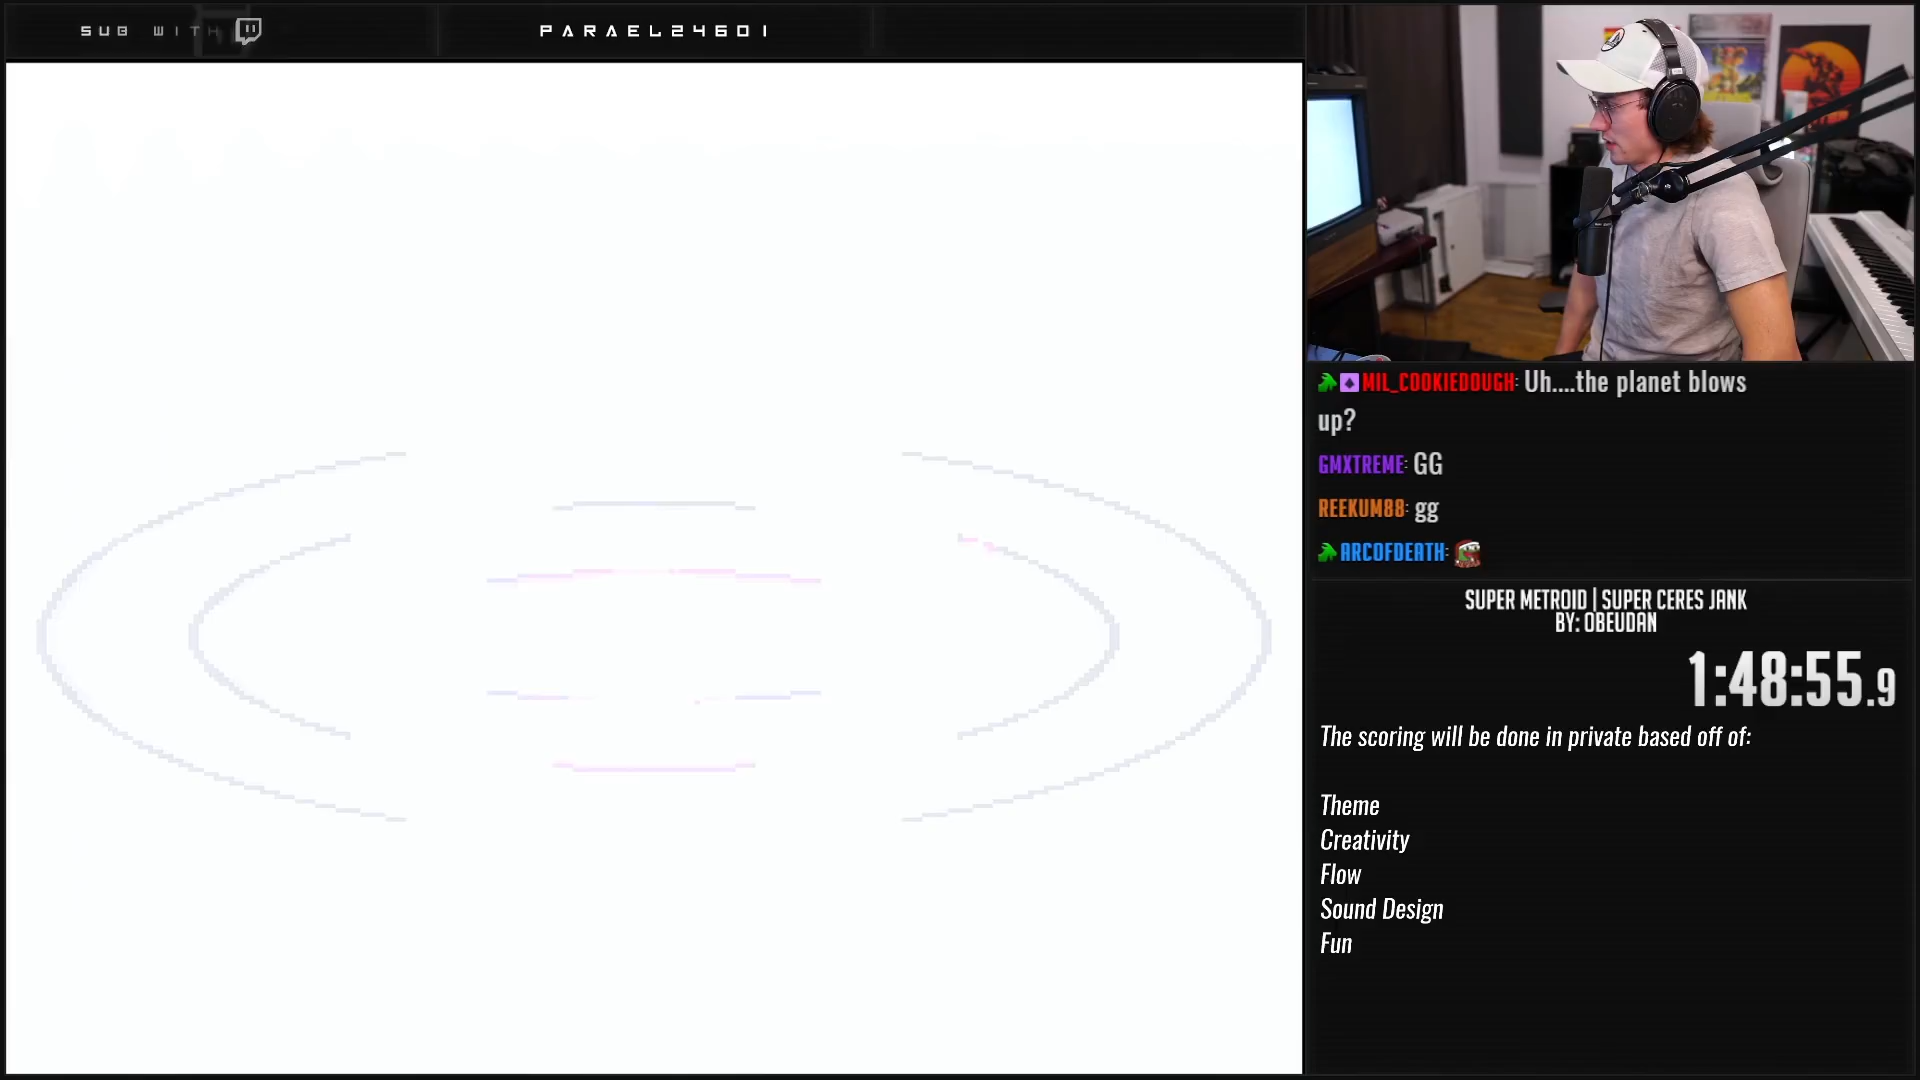 SUB WITH
PARAEL24601
MIL_COOKIEDOUGH: Uh....the planet blows
up?
GMXTREME: GG
REEKUM88: gg
ARCOFDEATH:
SUPER METROID | SUPER CERES JANK
BY: OBEUDAN
1:48:55.9
The scoring will be done in private based off of:
Theme
Creativity
Flow
Sound Design
Fun